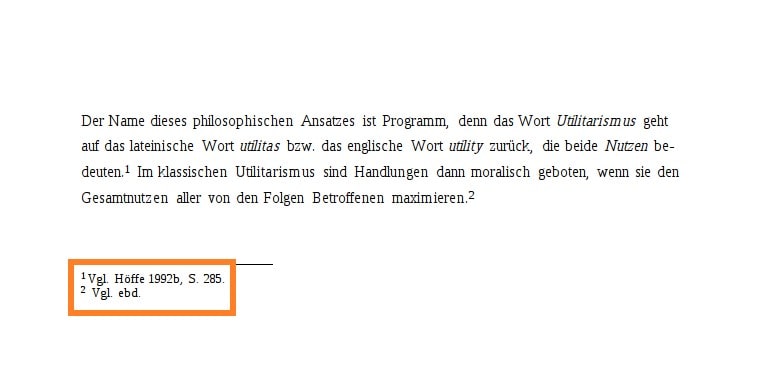 Der Name dieses philosophischen Ansatzes ist Programm, denn das Wort Utilitarismus geht
auf das lateinische Wort utilitas bzw. das englische Wort utility zurück, die beide Nutzen be-
deuten.¹ Im klassischen Utilitarismus sind Handlungen dann moralisch geboten, wenn sie den
Gesamtnutzen aller von den Folgen Betroffenen maximieren.²
¹ Vgl. Höffe 1992b, S. 285.
² Vgl. ebd.